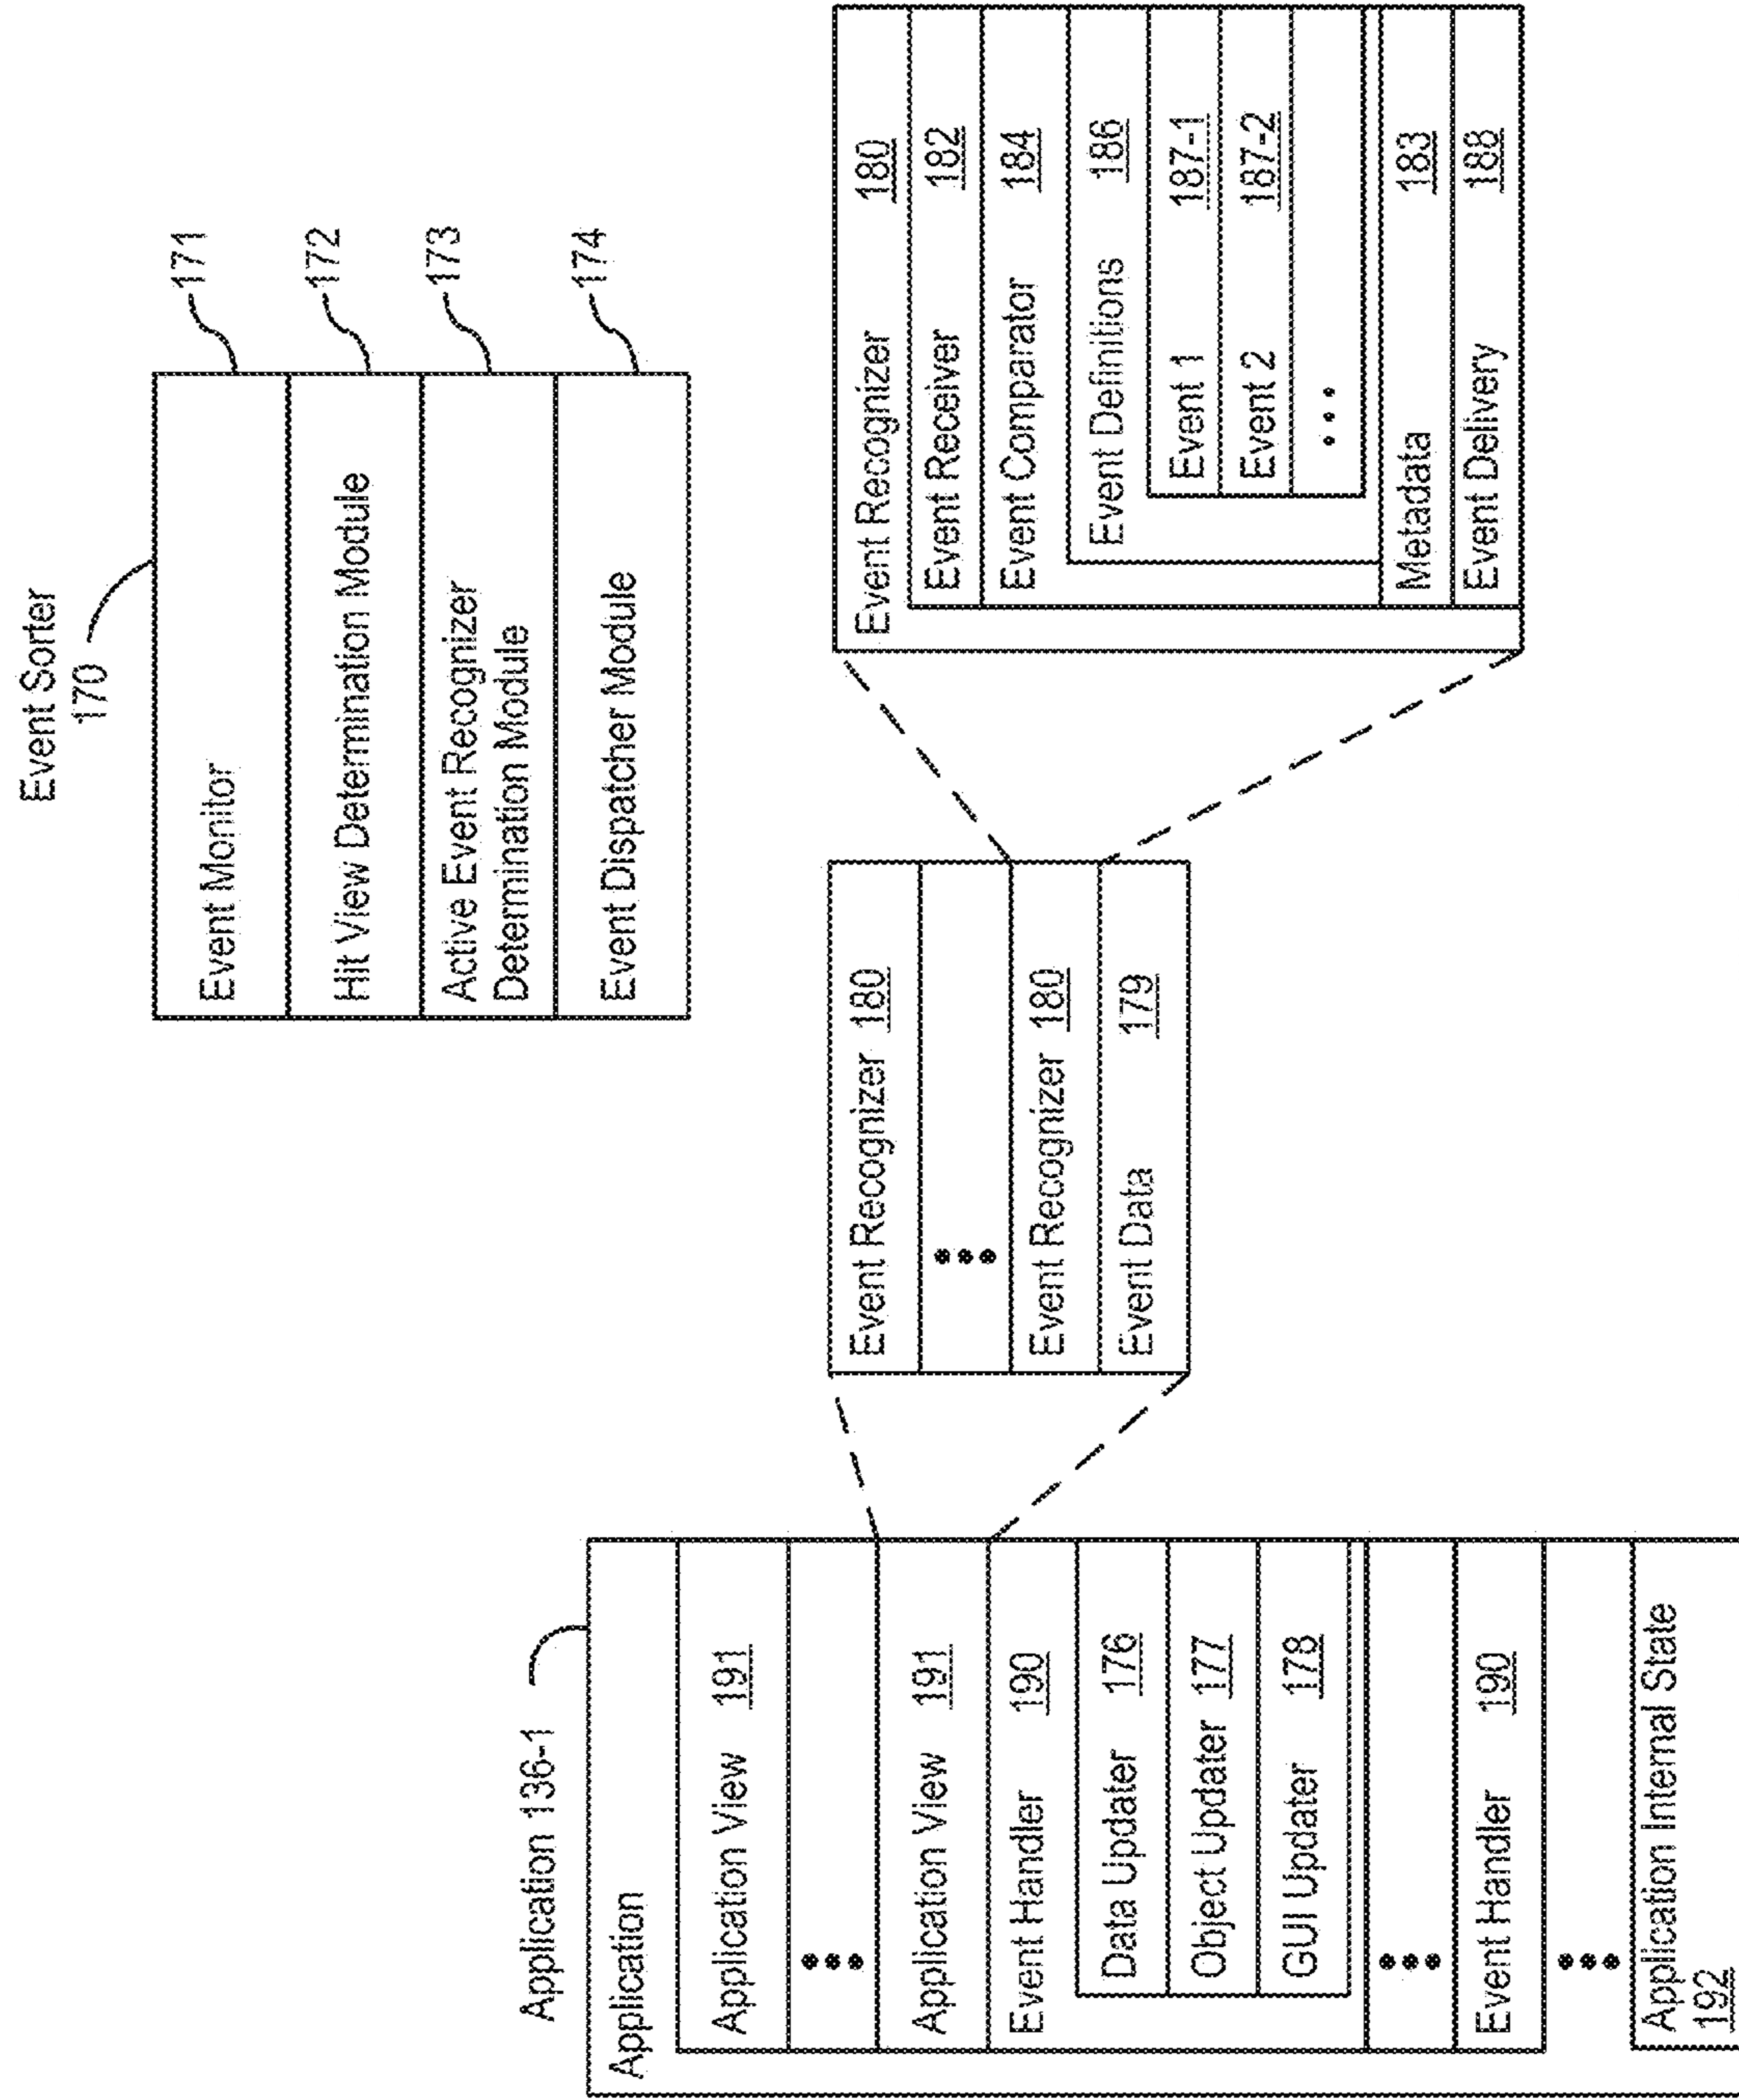 Event Sorter
170
Event Monitor
171
Hit View Determination Module
172
Active Event Recognizer
Determination Module
173
Event Dispatcher Module
174
Application 136-1
Application
Application View 191
•••
Application View 191
Event Handler 190
Data Updater 176
Object Updater 177
GUI Updater 178
•••
Event Handler 190
•••
Application Internal State
192
Event Recognizer 180
•••
Event Recognizer 180
Event Data 179
Event Recognizer 180
Event Receiver 182
Event Comparator 184
Event Definitions 186
Event 1 187-1
Event 2 187-2
•••
Metadata 183
Event Delivery 188